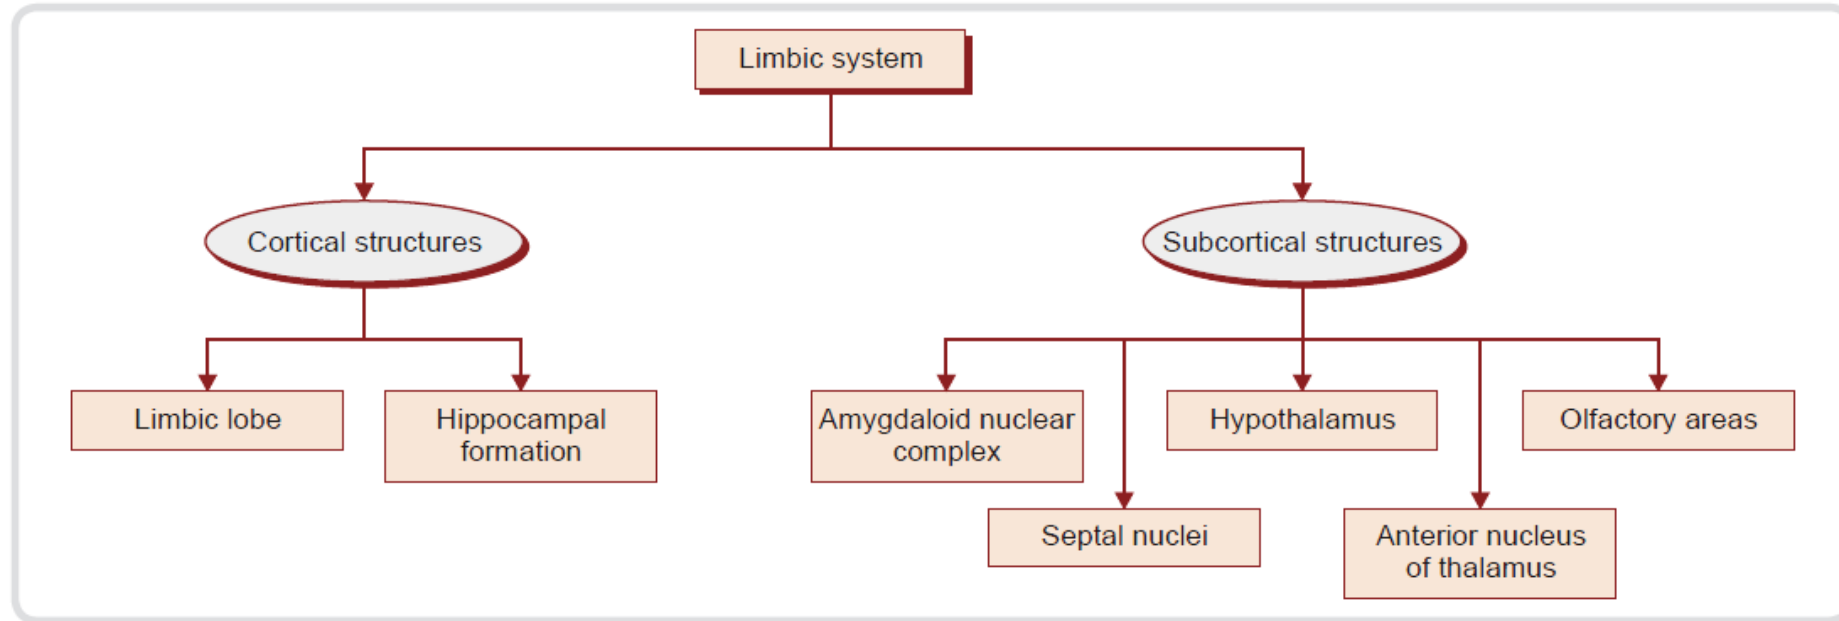 Limbic system
Cortical structures
Subcortical structures
Limbic lobe
Hippocampal
formation
Amygdaloid nuclear
complex
Hypothalamus
Olfactory areas
Septal nuclei
Anterior nucleus
of thalamus